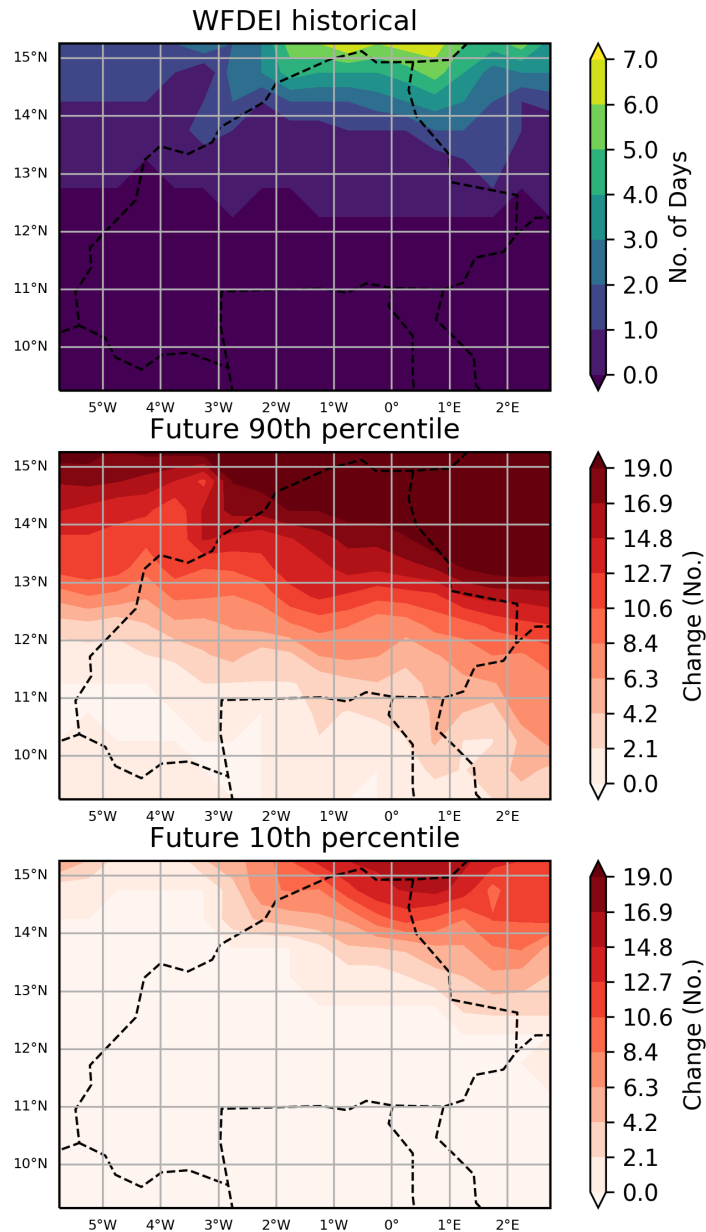 WFDEI historical
15°N
14°N
13°N
12°N
11°N
10°N
5°W 4°W 3°W 2°W 1°W 0° 1°E 2°E
7.0
6.0
5.0
4.0
3.0
2.0
1.0
0.0
No. of Days
Future 90th percentile
15°N
14°N
13°N
12°N
11°N
10°N
5°W 4°W 3°W 2°W 1°W 0° 1°E 2°E
19.0
16.9
14.8
12.7
10.6
8.4
6.3
4.2
2.1
0.0
Change (No.)
Future 10th percentile
15°N
14°N
13°N
12°N
11°N
10°N
5°W 4°W 3°W 2°W 1°W 0° 1°E 2°E
19.0
16.9
14.8
12.7
10.6
8.4
6.3
4.2
2.1
0.0
Change (No.)